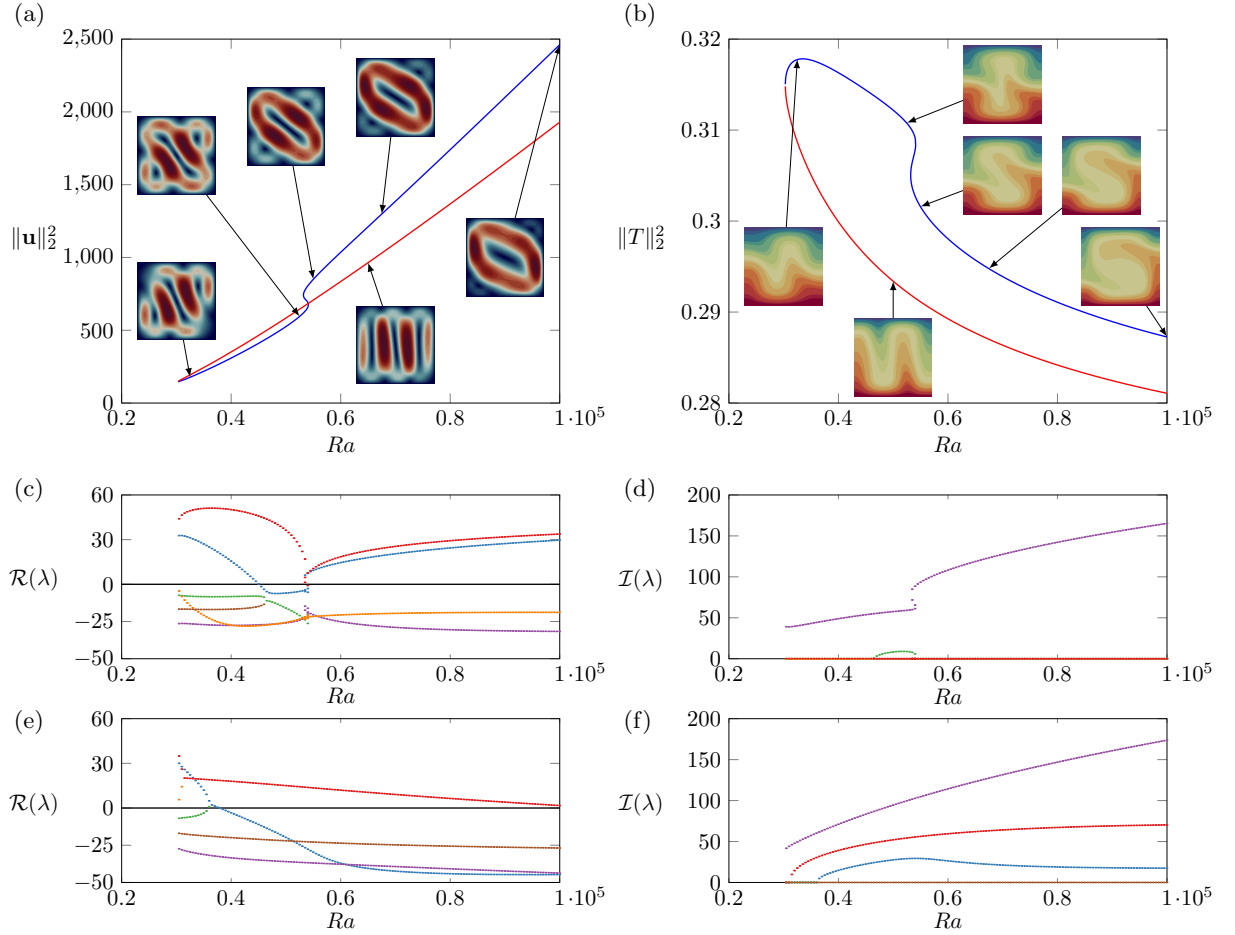 (a)
2,500
2,000
1,500
‖u‖₂²
1,000
500
0
0.2 0.4 0.6 0.8 1 ·10⁵
Ra
(b)
0.32
0.31
0.3
‖T‖₂²
0.29
0.28
0.2 0.4 0.6 0.8 1 ·10⁵
Ra
(c)
60
30
R(λ)
0
−25
−50
0.2 0.4 0.6 0.8 1 ·10⁵
Ra
(d)
200
150
I(λ)
100
50
0
0.2 0.4 0.6 0.8 1 ·10⁵
Ra
(e)
60
30
R(λ)
0
−25
−50
0.2 0.4 0.6 0.8 1 ·10⁵
Ra
(f)
200
150
I(λ)
100
50
0
0.2 0.4 0.6 0.8 1 ·10⁵
Ra